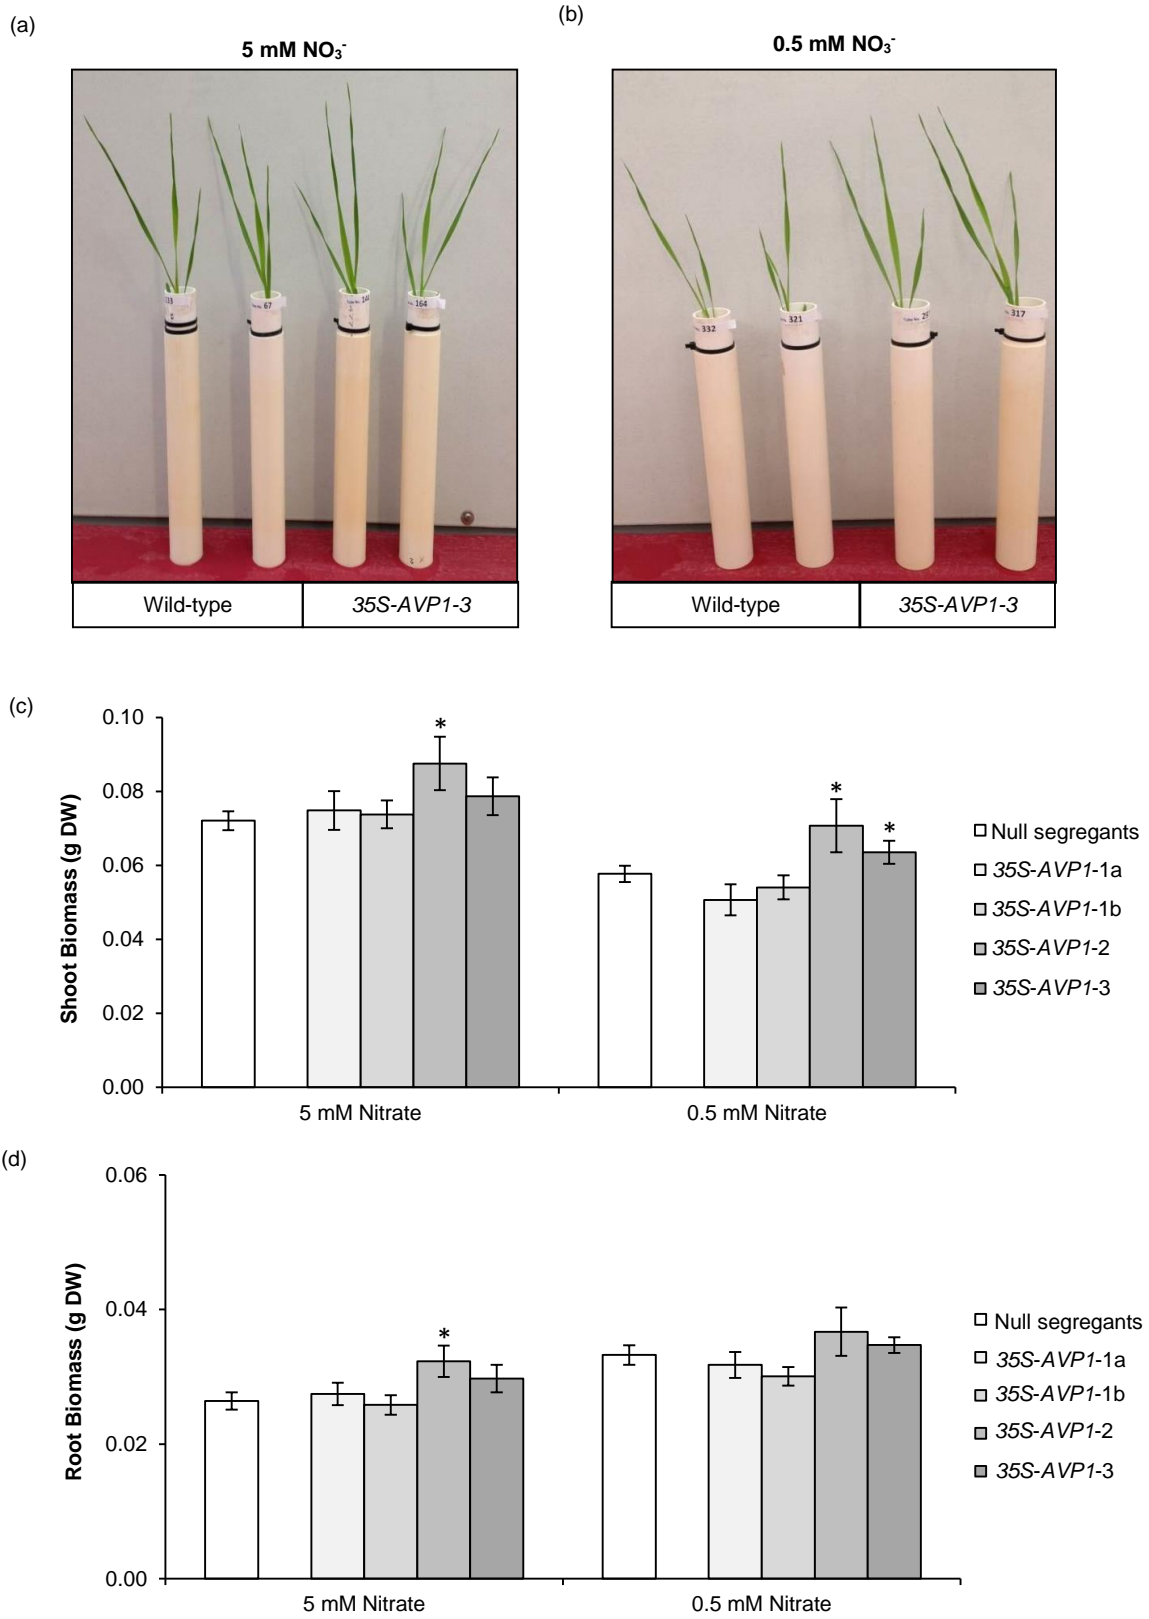 (a)
5 mM NO₃⁻
333
67
164
Wild-type
35S-AVP1-3
(b)
0.5 mM NO₃⁻
332
321
317
Wild-type
35S-AVP1-3
(c)
Shoot Biomass (g DW)
0.10
0.08
0.06
0.04
0.02
0.00
*
*
*
5 mM Nitrate
0.5 mM Nitrate
Null segregants
35S-AVP1-1a
35S-AVP1-1b
35S-AVP1-2
35S-AVP1-3
(d)
Root Biomass (g DW)
0.06
0.04
0.02
0.00
*
5 mM Nitrate
0.5 mM Nitrate
Null segregants
35S-AVP1-1a
35S-AVP1-1b
35S-AVP1-2
35S-AVP1-3